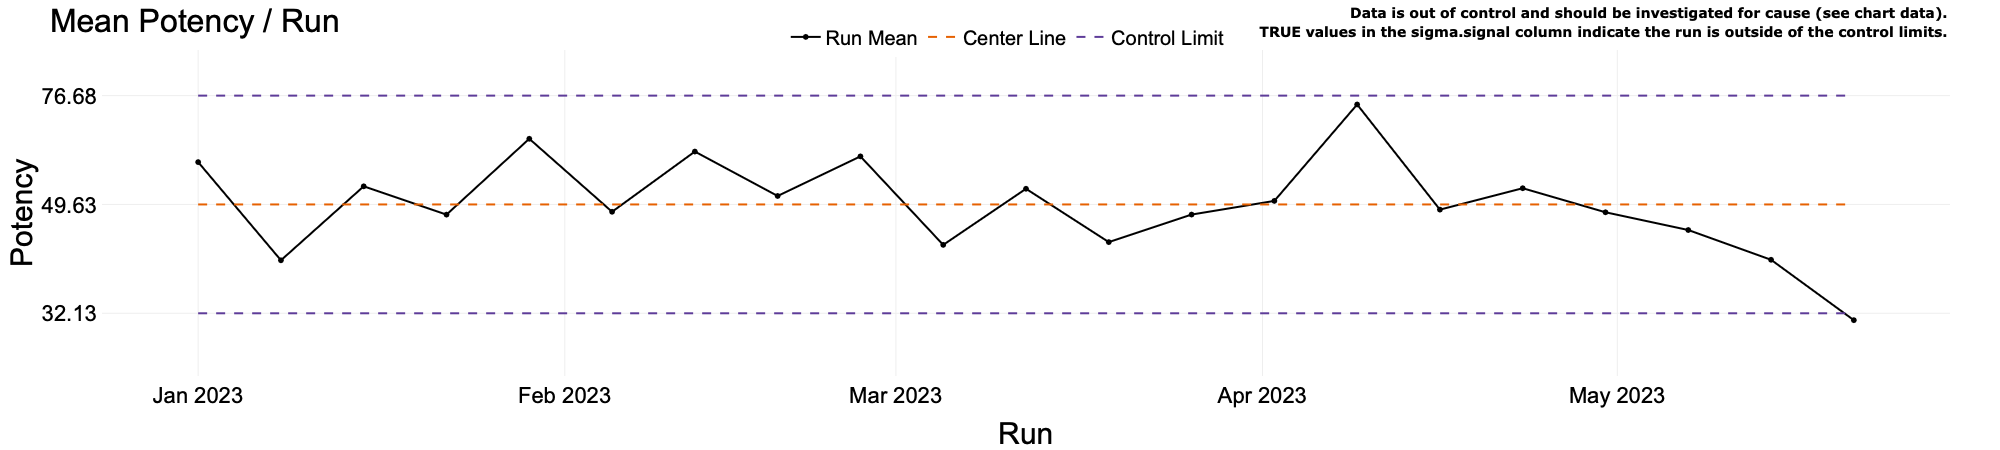 Mean Potency / Run
Run Mean
Center Line
Control Limit
Data is out of control and should be investigated for cause (see chart data).
TRUE values in the sigma.signal column indicate the run is outside of the control limits.
Potency
76.68
49.63
32.13
Jan 2023
Feb 2023
Mar 2023
Apr 2023
May 2023
Run